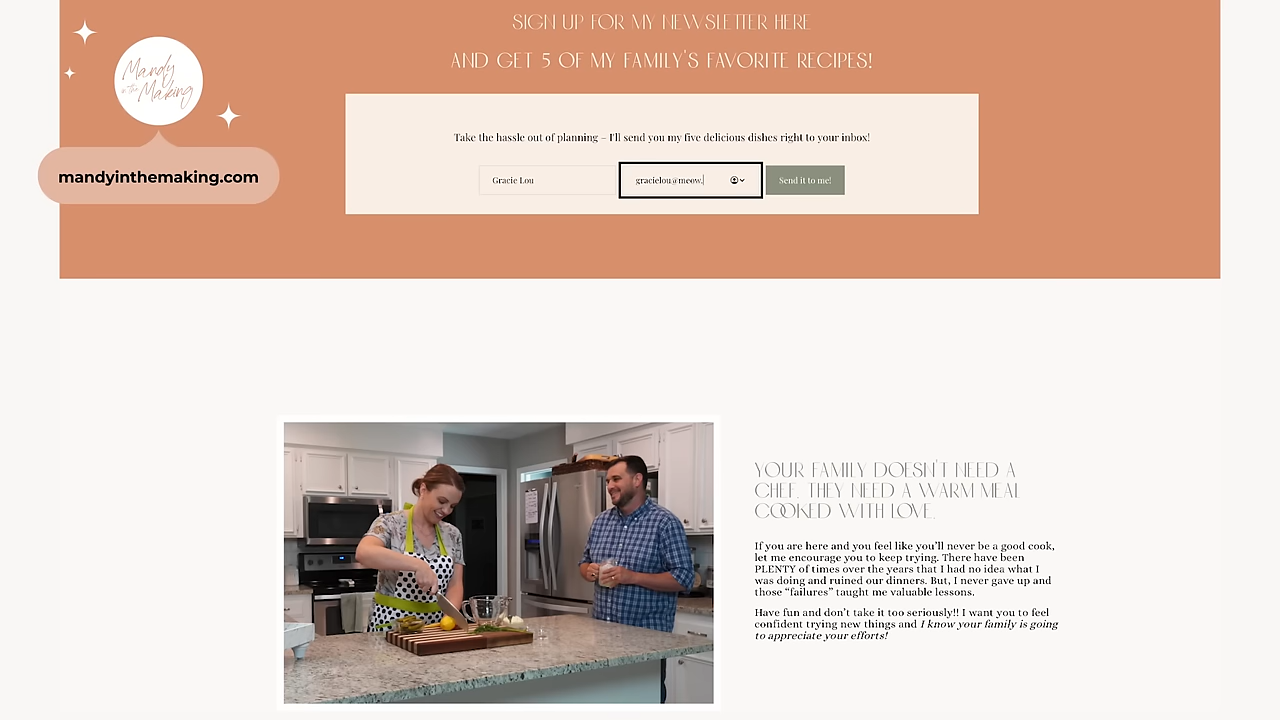 SIGN UP FOR MY NEWSLETTER HERE
AND GET 5 OF MY FAMILY'S FAVORITE RECIPES!
Mandy
in the
Making
mandyinthemaking.com
Take the hassle out of planning – I'll send you my five delicious dishes right to your inbox!
Gracie Lou
gracielou@meow.
Send it to me!
YOUR FAMILY DOESN'T NEED A
CHEF. THEY NEED A WARM MEAL
COOKED WITH LOVE.
If you are here and you feel like you'll never be a good cook,
let me encourage you to keep trying. There have been
PLENTY of times over the years that I had no idea what I
was doing and ruined our dinners. But, I never gave up and
those “failures” taught me valuable lessons.
Have fun and don't take it too seriously!! I want you to feel
confident trying new things and I know your family is going
to appreciate your efforts!